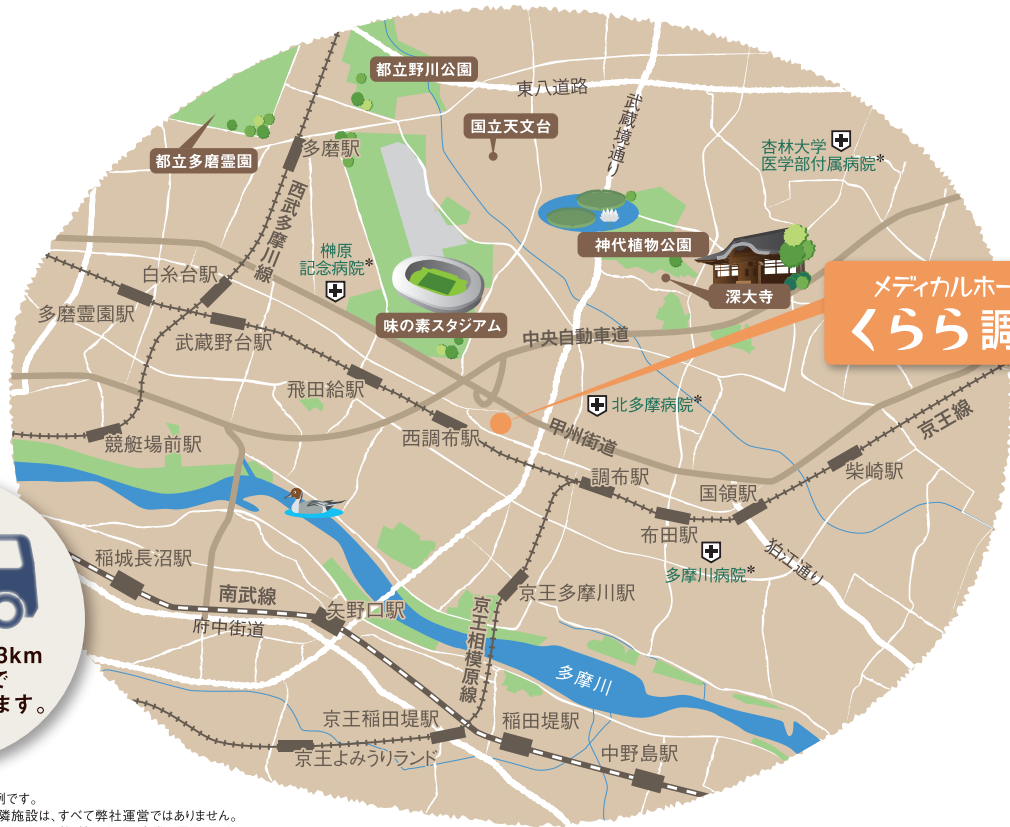 都立野川公園
東八道路
武蔵境通り
国立天文台
都立多磨霊園
多磨駅
杏林大学
医学部付属病院*
西武多摩川線
榊原
記念病院*
神代植物公園
深大寺
白糸台駅
多磨霊園駅
武蔵野台駅
味の素スタジアム
中央自動車道
メディカルホー
くらら 調
飛田給駅
北多摩病院*
西調布駅
甲州街道
京王線
競艇場前駅
調布駅
柴崎駅
国領駅
布田駅
狛江通り
多摩川病院*
稲城長沼駅
南武線
府中街道
矢野口駅
京王多摩川駅
京王相模原線
多摩川
3km
で
ます。
京王稲田堤駅
稲田堤駅
京王よみうりランド
中野島駅
例です。
隣施設は、すべて弊社運営ではありません。